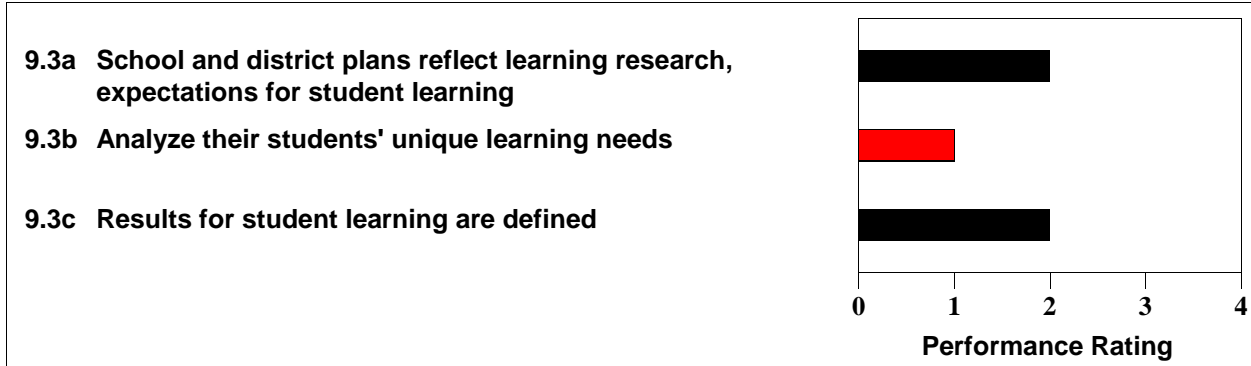 9.3a School and district plans reflect learning research,
expectations for student learning
9.3b Analyze their students' unique learning needs
9.3c Results for student learning are defined
0 1 2 3 4
Performance Rating